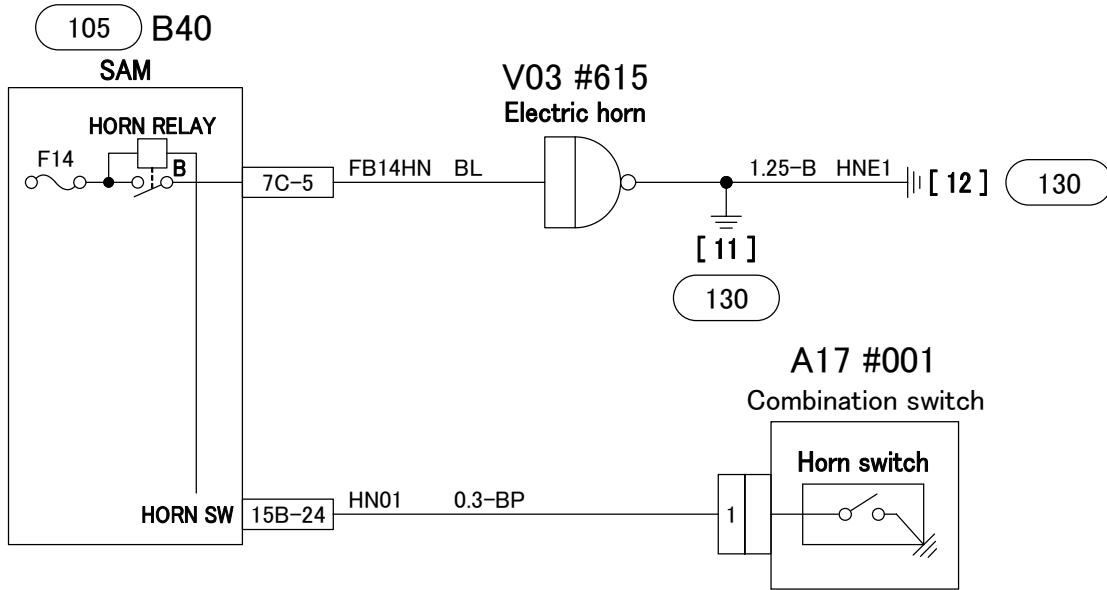 105 B40
SAM
HORN RELAY
F14
B
7C-5
FB14HN BL
V03 #615
Electric horn
1.25-B HNE1
[ 12 ]
130
[ 11 ]
130
A17 #001
Combination switch
Horn switch
HORN SW
15B-24
HN01 0.3-BP
1